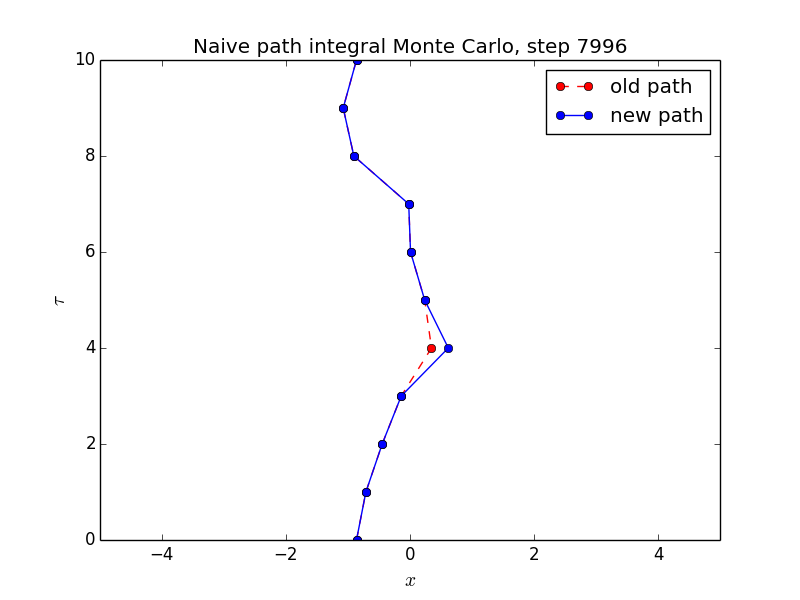 Naive path integral Monte Carlo, step 7996
old path
new path
10
8
6
4
2
0
τ
−4 −2 0 2 4
x